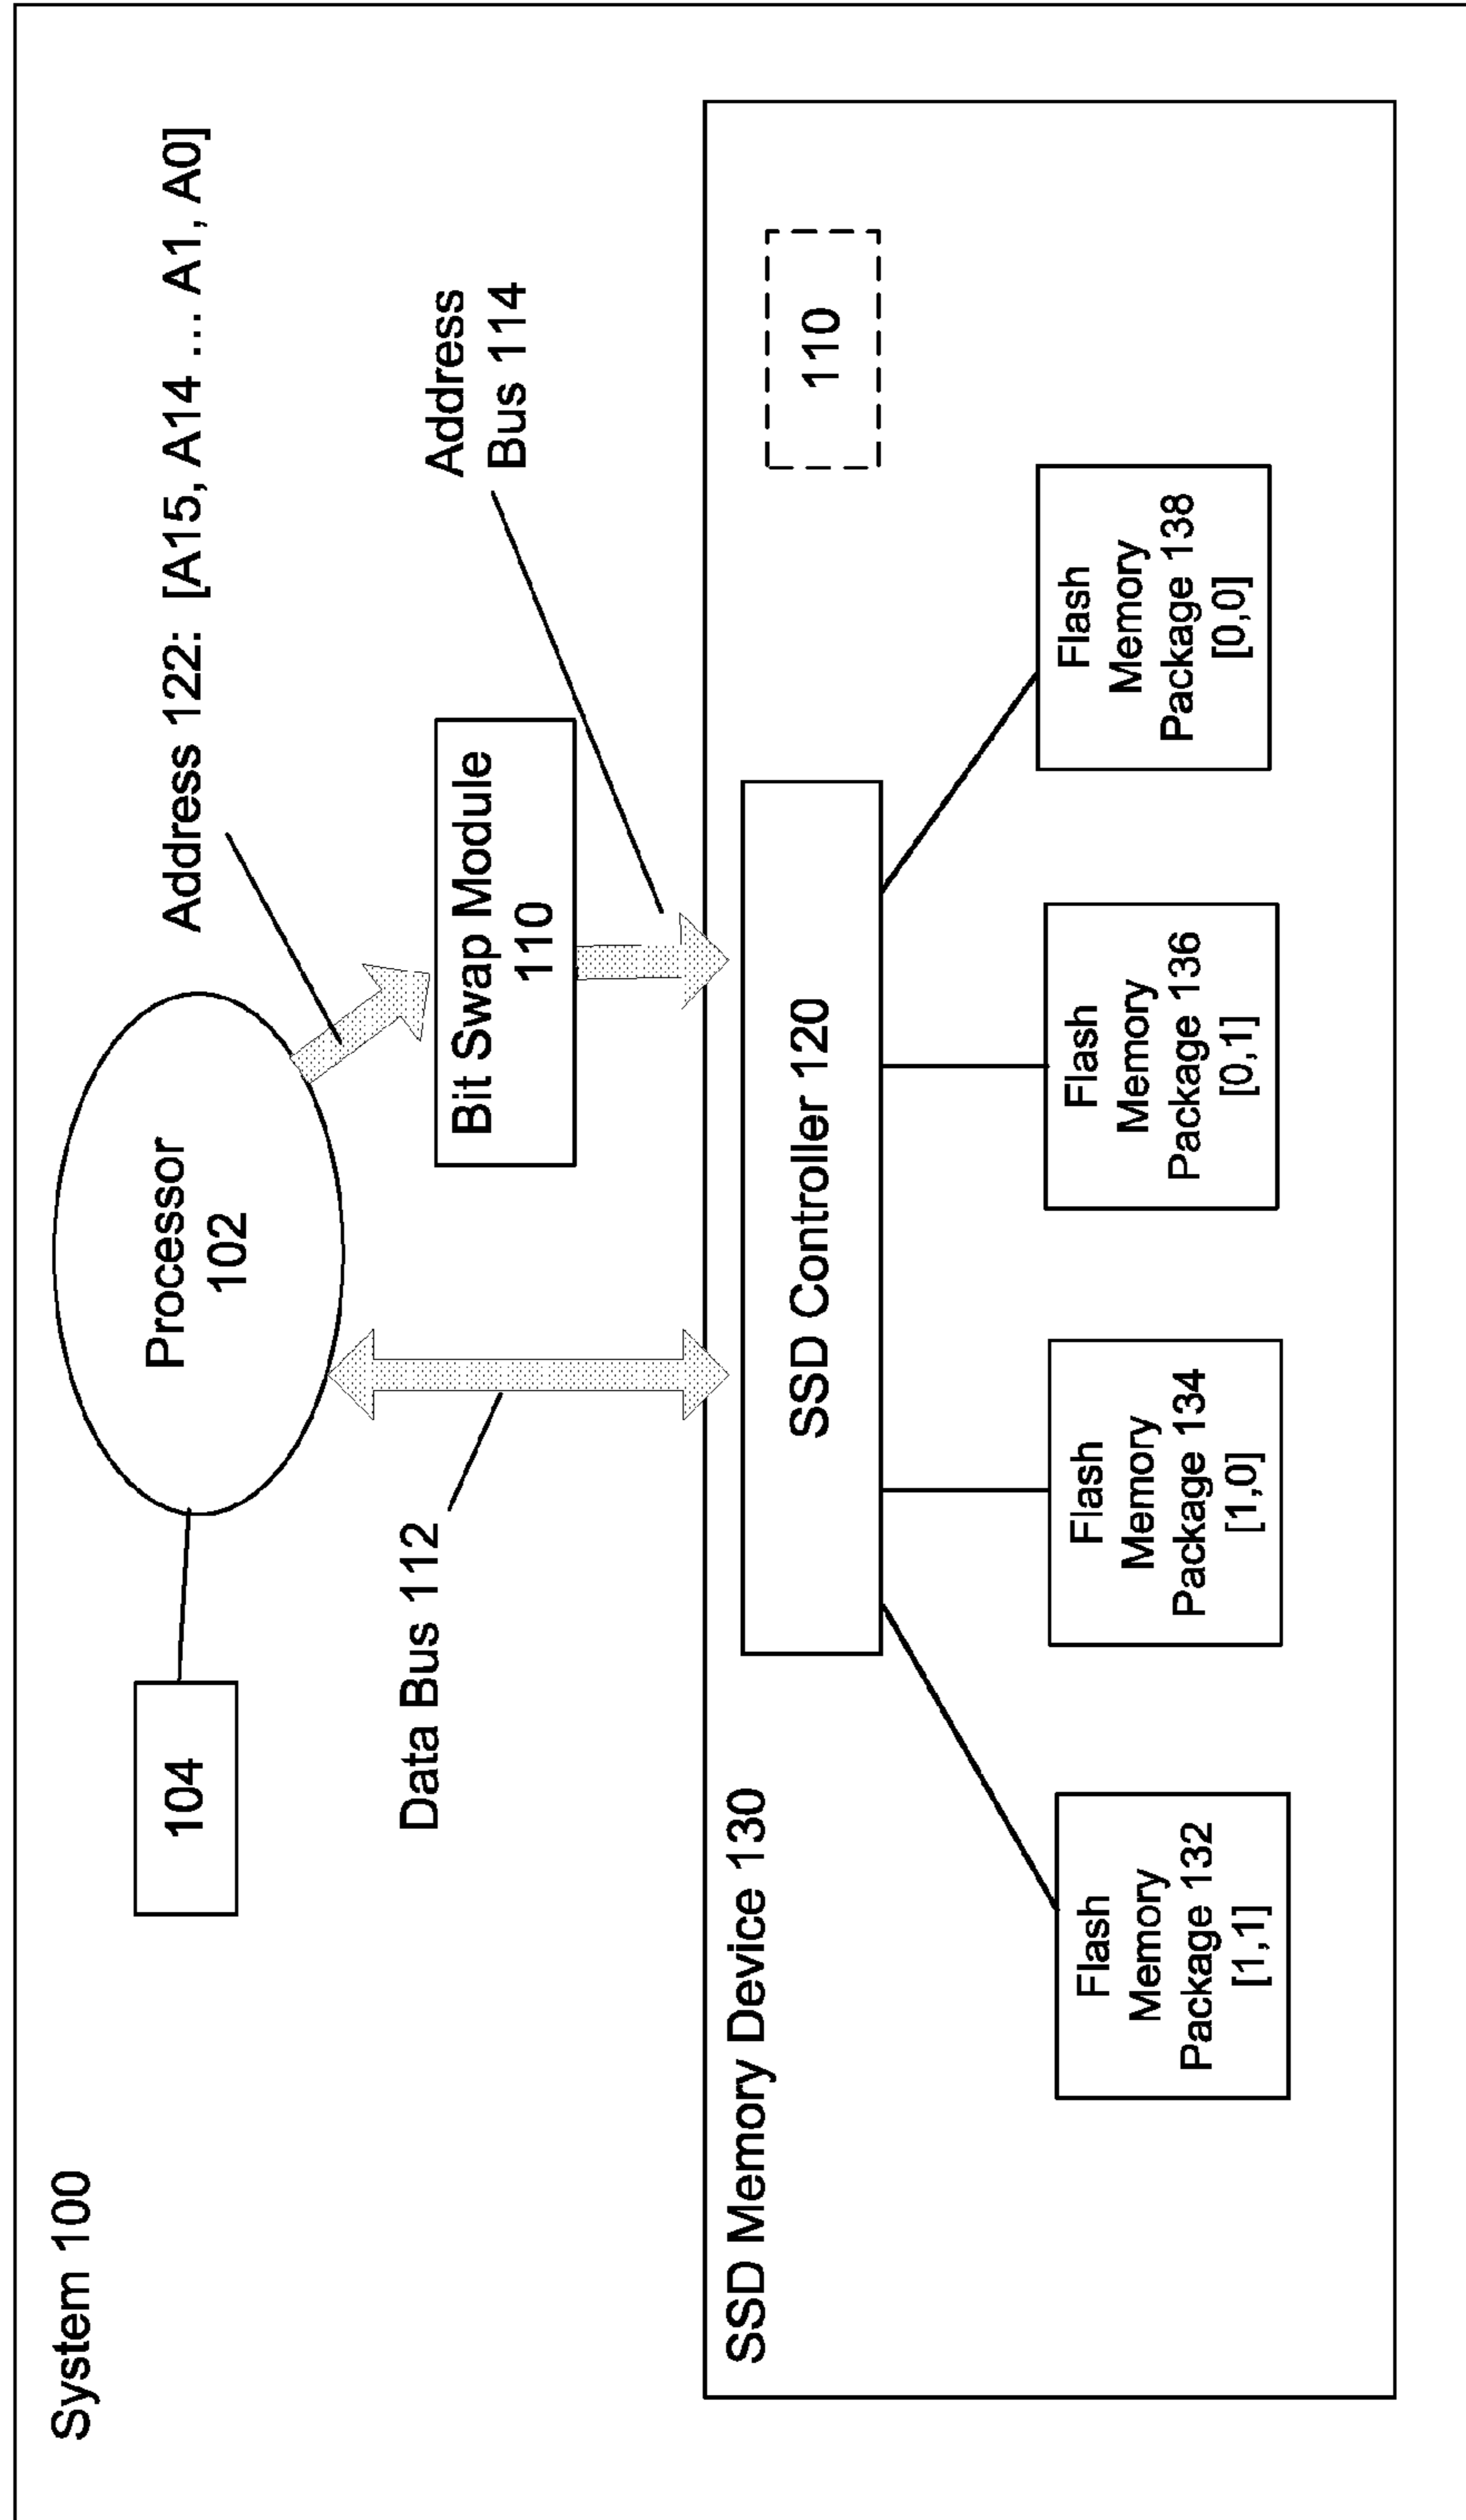 System 100
104
Processor
102
Address 122: [A15, A14 ... A1, A0]
Data Bus 112
Bit Swap Module
110
Address
Bus 114
SSD Memory Device 130
SSD Controller 120
110
Flash
Memory
Package 132
[1,1]
Flash
Memory
Package 134
[1,0]
Flash
Memory
Package 136
[0,1]
Flash
Memory
Package 138
[0,0]